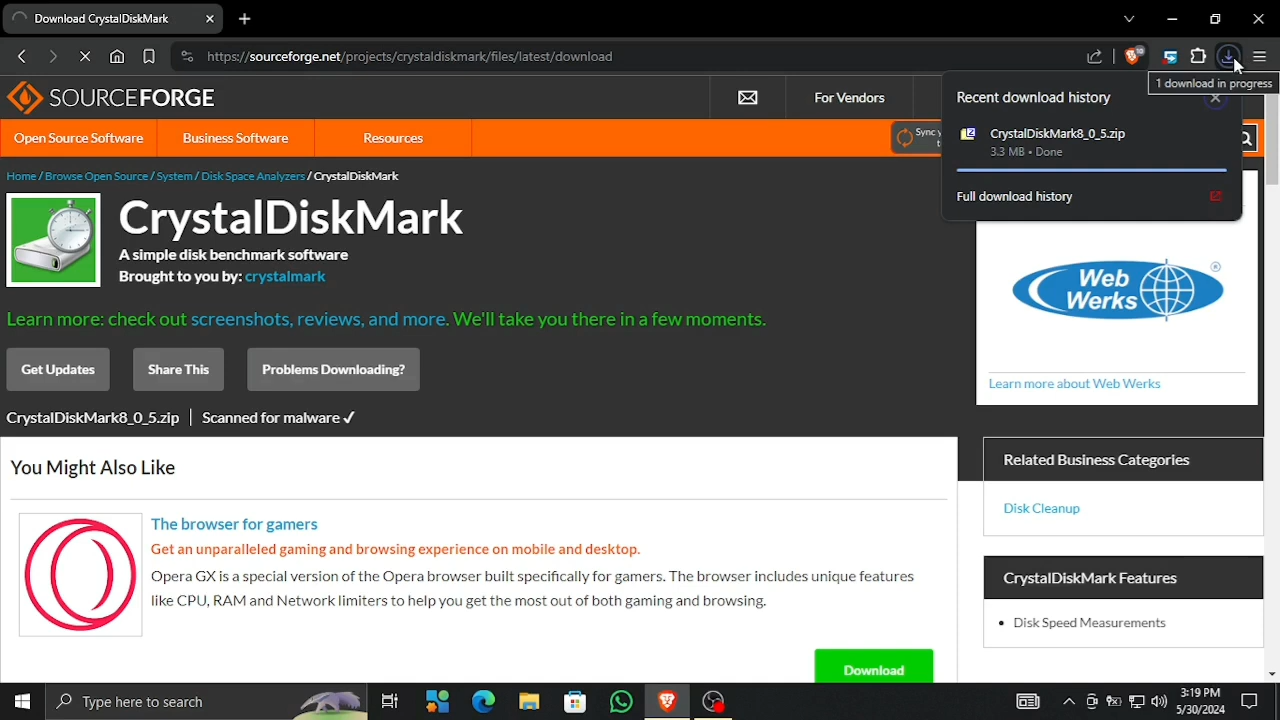 Download CrystalDiskMark
https://sourceforge.net/projects/crystaldiskmark/files/latest/download
1 download in progress
SOURCEFORGE
For Vendors
Recent download history
CrystalDiskMark8_0_5.zip
3.3 MB • Done
Full download history
Open Source Software
Business Software
Resources
Sync
Home / Browse Open Source / System / Disk Space Analyzers / CrystalDiskMark
CrystalDiskMark
A simple disk benchmark software
Brought to you by: crystalmark
Learn more: check out screenshots, reviews, and more. We'll take you there in a few moments.
Get Updates
Share This
Problems Downloading?
CrystalDiskMark8_0_5.zip | Scanned for malware ✓
Web Werks ®
Learn more about Web Werks
You Might Also Like
The browser for gamers
Get an unparalleled gaming and browsing experience on mobile and desktop.
Opera GX is a special version of the Opera browser built specifically for gamers. The browser includes unique features
like CPU, RAM and Network limiters to help you get the most out of both gaming and browsing.
Download
Related Business Categories
Disk Cleanup
CrystalDiskMark Features
• Disk Speed Measurements
Type here to search
3:19 PM
5/30/2024